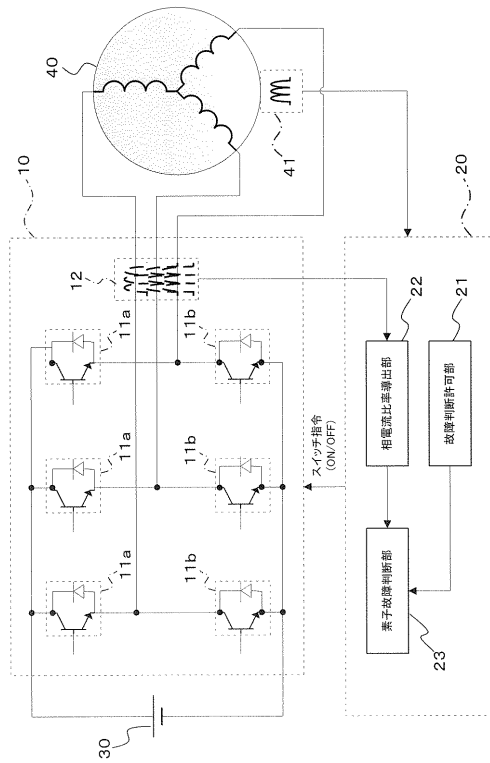 10
40
12
11a
11a
11a
11b
11b
11b
30
41
スイッチ指令
(ON/OFF)
20
相電流比率導出部
22
故障判断許可部
21
素子故障判断部
23